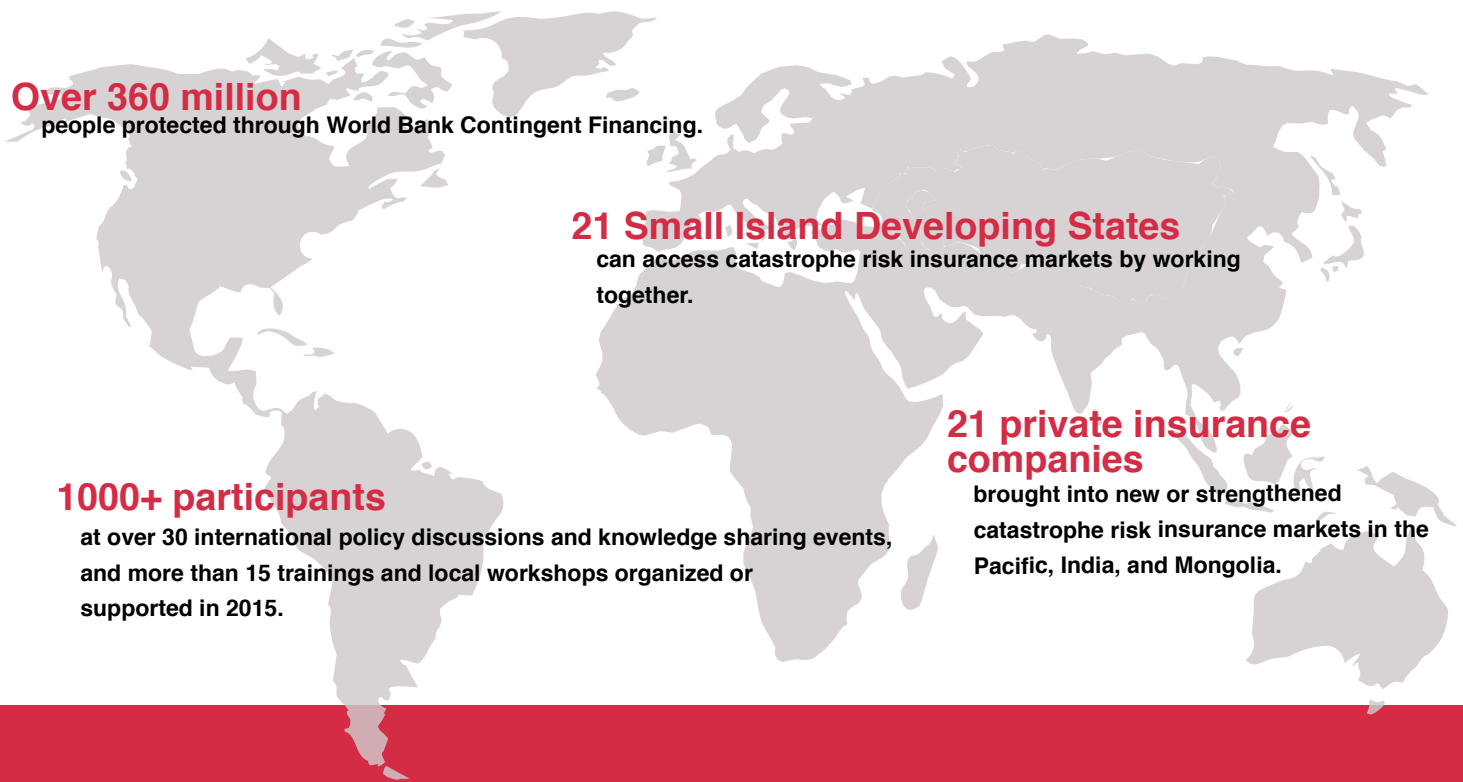 Over 360 million
people protected through World Bank Contingent Financing.
21 Small Island Developing States
can access catastrophe risk insurance markets by working
together.
21 private insurance
companies
brought into new or strengthened
catastrophe risk insurance markets in the
Pacific, India, and Mongolia.
1000+ participants
at over 30 international policy discussions and knowledge sharing events,
and more than 15 trainings and local workshops organized or
supported in 2015.